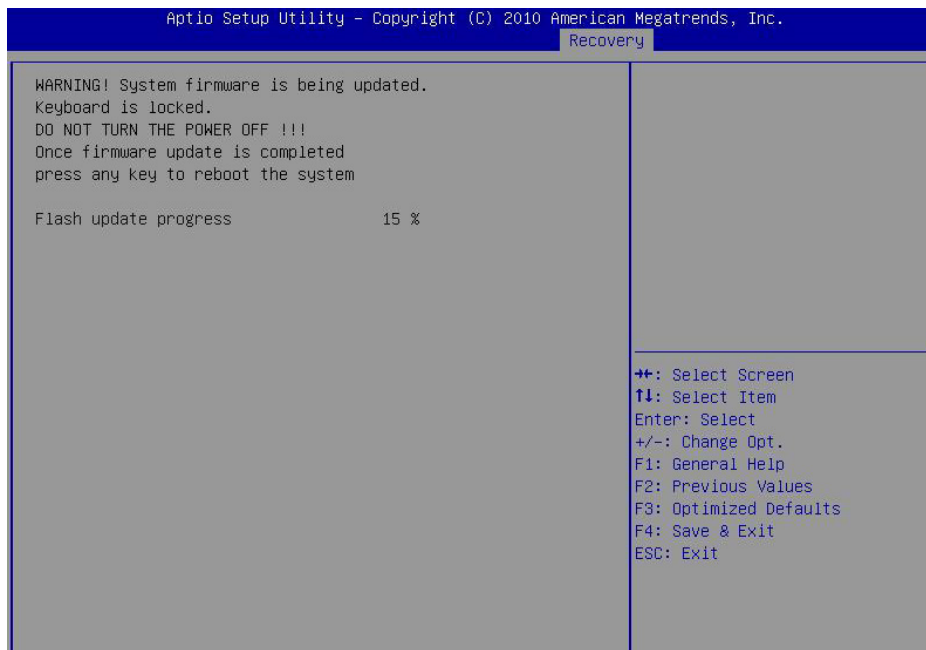 Aptio Setup Utility – Copyright (C) 2010 American Megatrends, Inc.
Recovery
WARNING! System firmware is being updated.
Keyboard is locked.
DO NOT TURN THE POWER OFF !!!
Once firmware update is completed
press any key to reboot the system
Flash update progress 15 %
→←: Select Screen
↑↓: Select Item
Enter: Select
+/-: Change Opt.
F1: General Help
F2: Previous Values
F3: Optimized Defaults
F4: Save & Exit
ESC: Exit